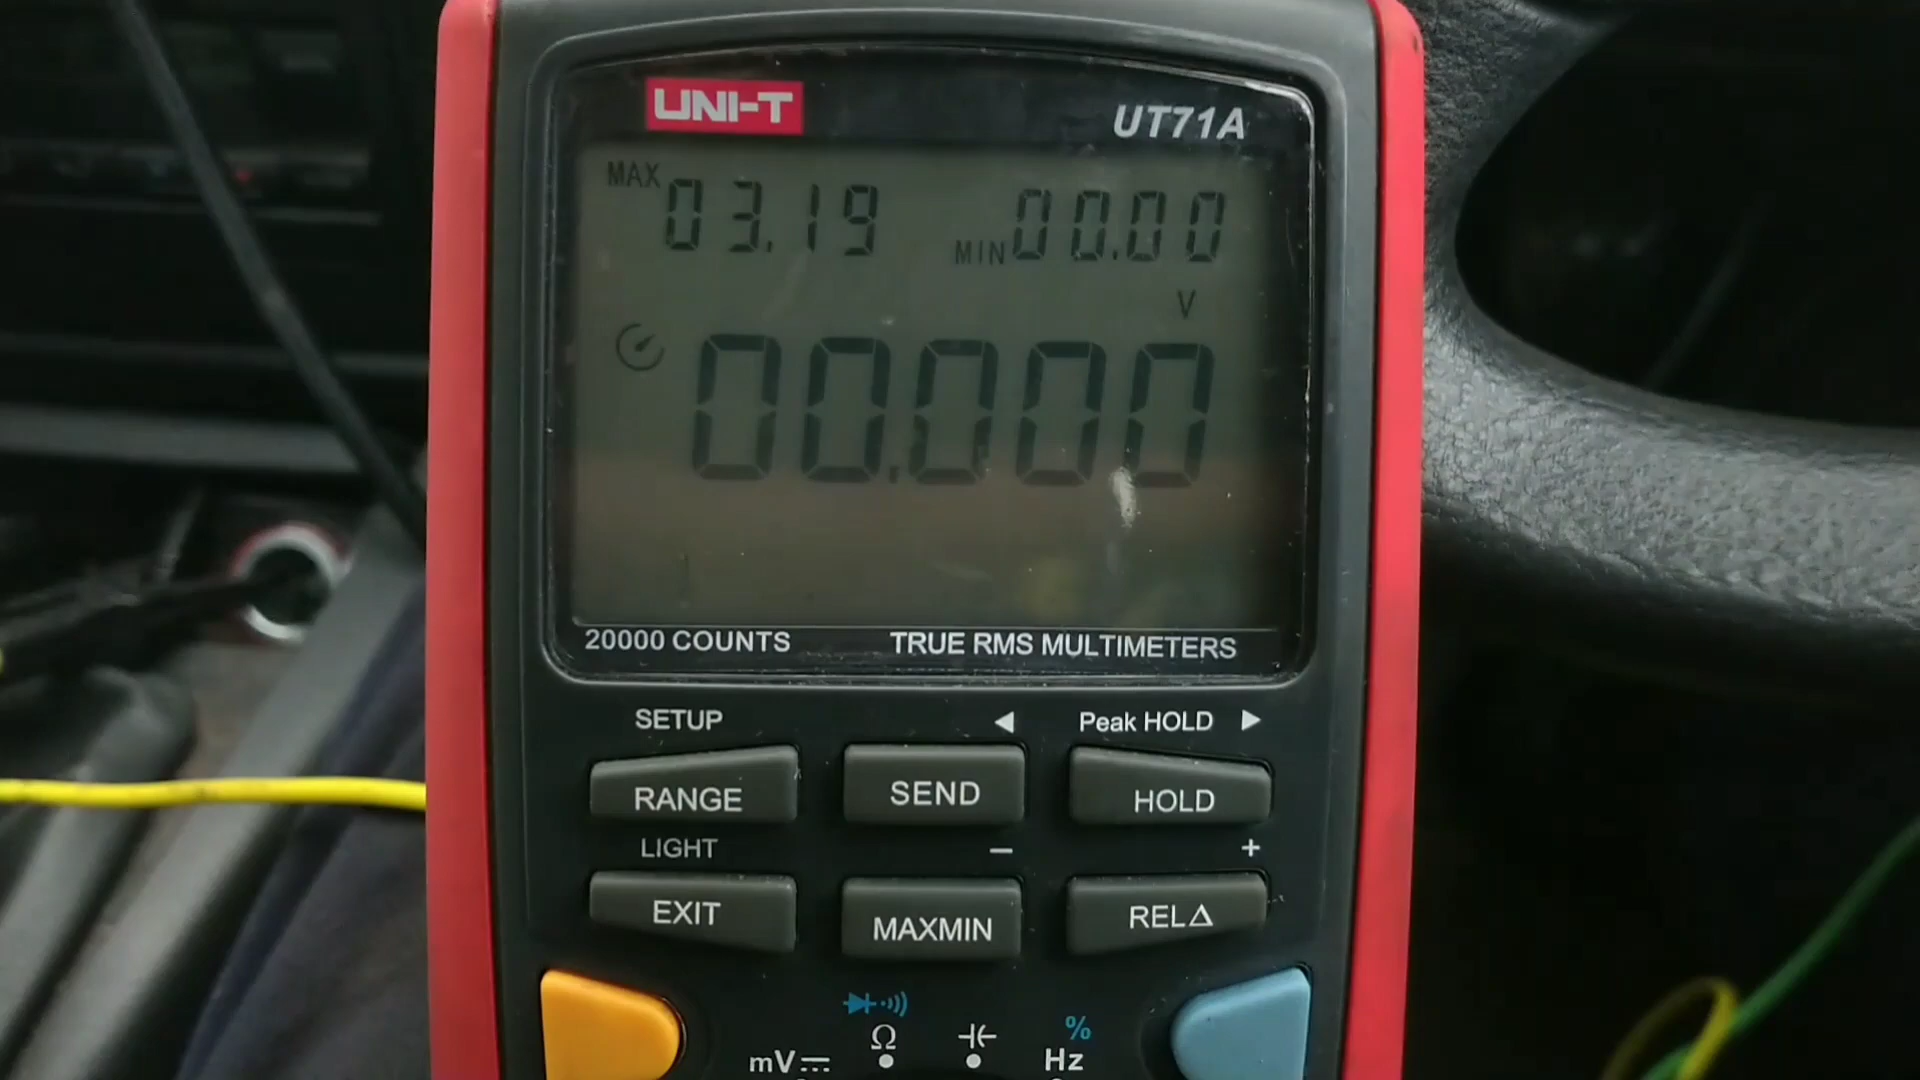 UNI-T UT71A
MAX 03.19 MIN 00.00
V
00.000
20000 COUNTS TRUE RMS MULTIMETERS
SETUP ◀ Peak HOLD ▶
RANGE SEND HOLD
LIGHT − +
EXIT MAXMIN REL△
%
mV Ω Hz